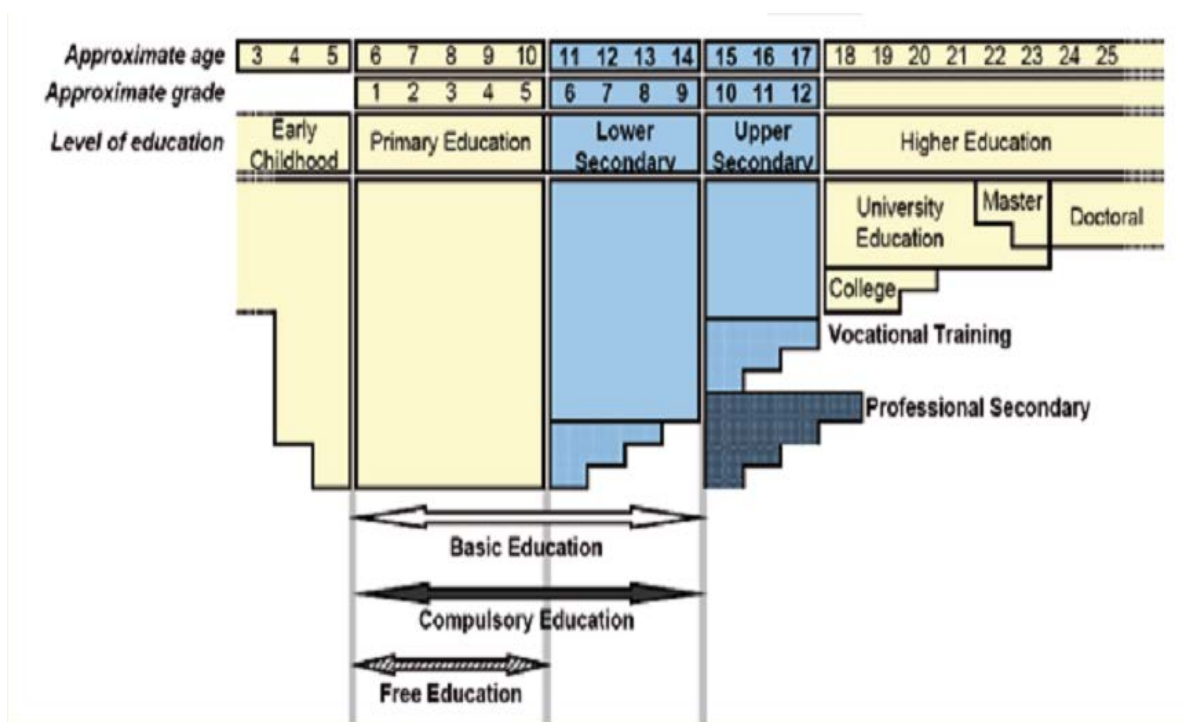 Approximate age 3 4 5 6 7 8 9 10 11 12 13 14 15 16 17 18 19 20 21 22 23 24 25
Approximate grade 1 2 3 4 5 6 7 8 9 10 11 12
Level of education
Early
Childhood
Primary Education
Lower
Secondary
Upper
Secondary
Higher Education
University
Education
Master
Doctoral
College
Vocational Training
Professional Secondary
Basic Education
Compulsory Education
Free Education